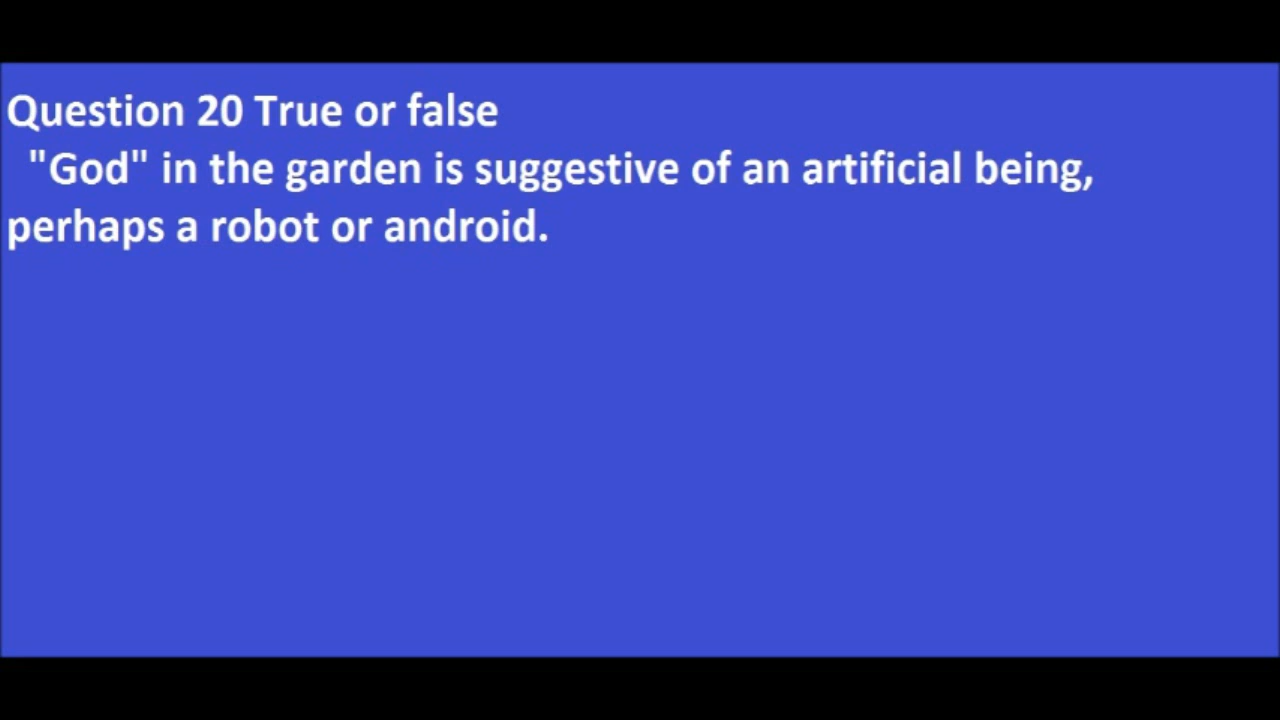 Question 20 True or false
"God" in the garden is suggestive of an artificial being,
perhaps a robot or android.